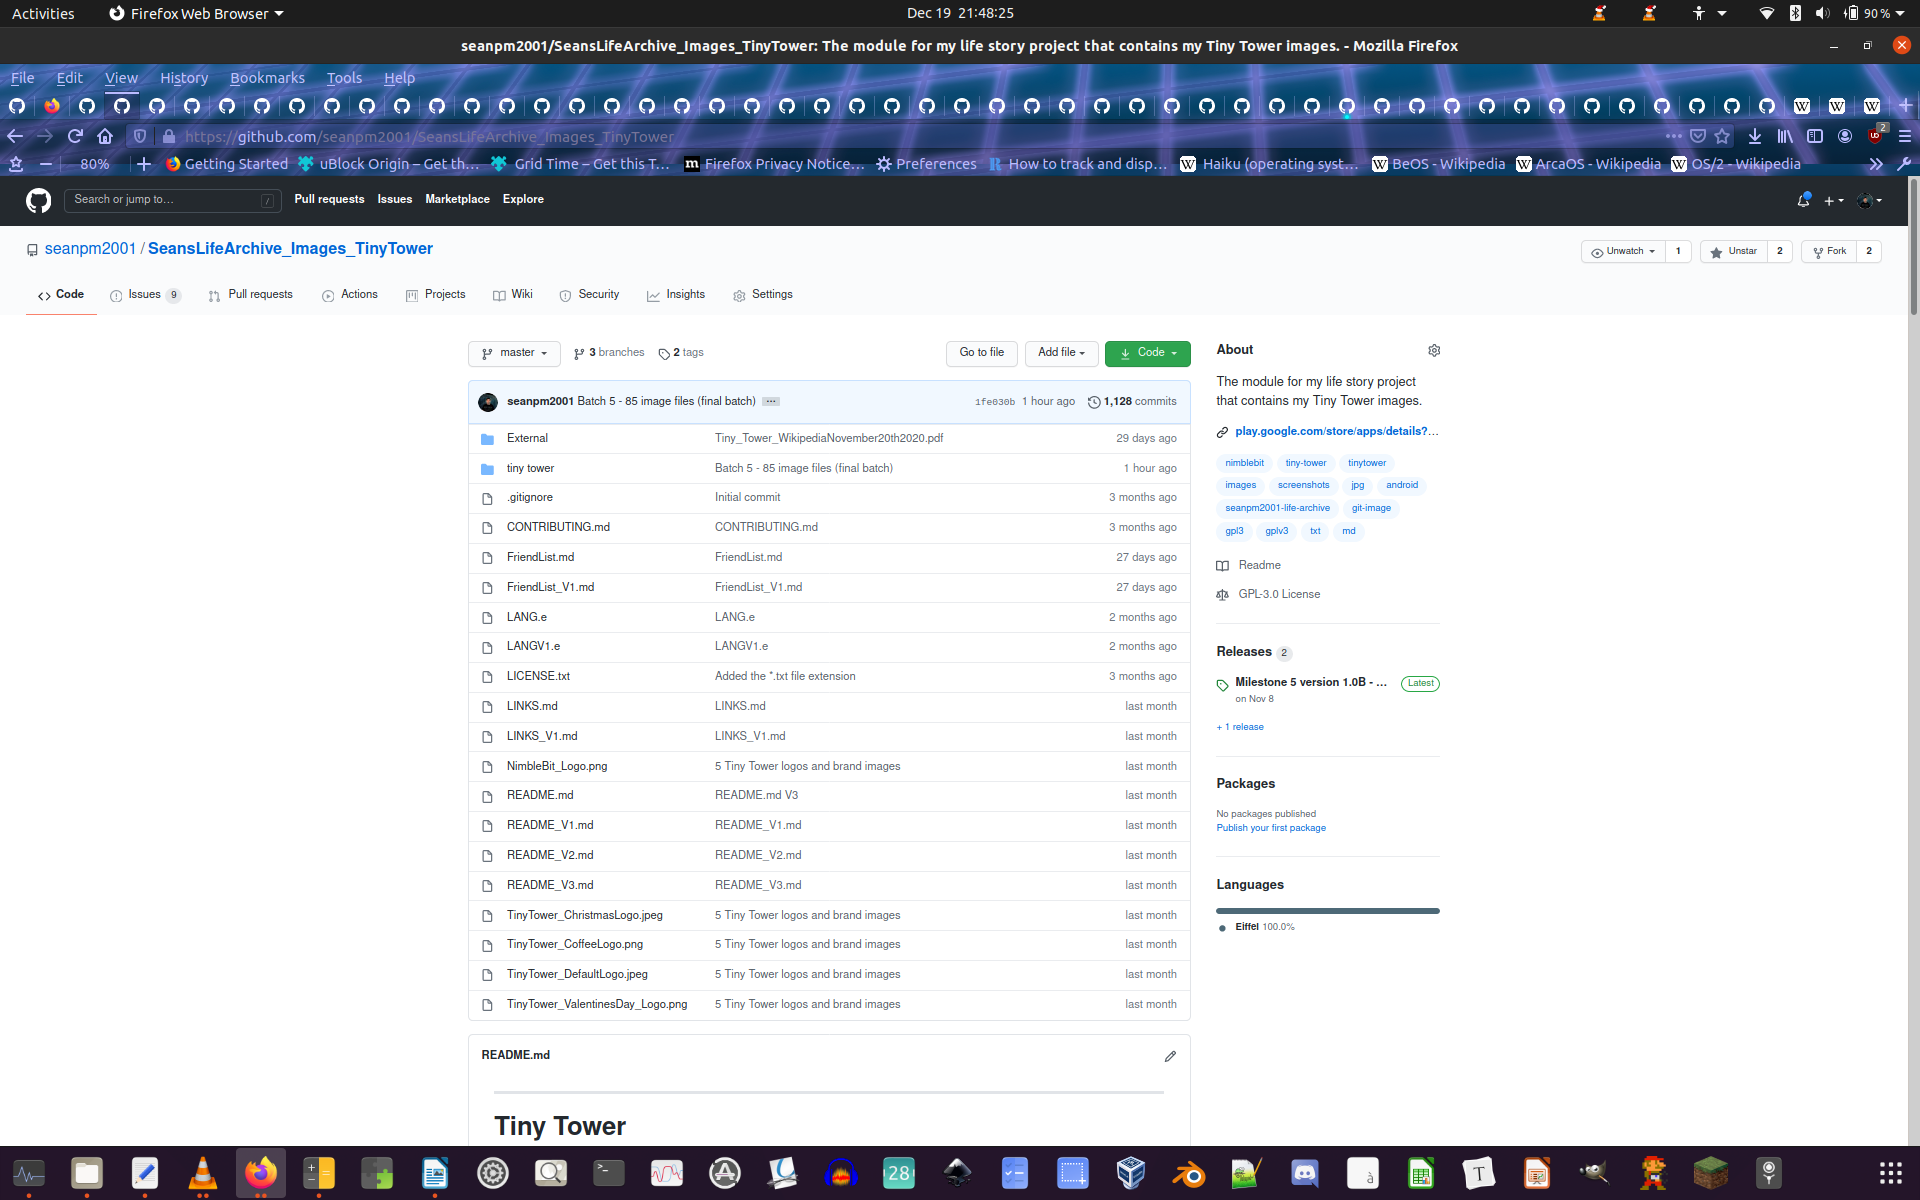 Activities Firefox Web Browser Dec 19 21:48:25 90 %
seanpm2001/SeansLifeArchive_Images_TinyTower: The module for my life story project that contains my Tiny Tower images. - Mozilla Firefox
File Edit View History Bookmarks Tools Help
https://github.com/seanpm2001/SeansLifeArchive_Images_TinyTower 2
80% Getting Started uBlock Origin – Get th… Grid Time – Get this T… Firefox Privacy Notice… Preferences How to track and disp… Haiku (operating syst… BeOS - Wikipedia ArcaOS - Wikipedia OS/2 - Wikipedia
Search or jump to… / Pull requests Issues Marketplace Explore
seanpm2001 / SeansLifeArchive_Images_TinyTower Unwatch 1 Unstar 2 Fork 2
Code Issues 9 Pull requests Actions Projects Wiki Security Insights Settings
master 3 branches 2 tags Go to file Add file Code
seanpm2001 Batch 5 - 85 image files (final batch) … 1fe030b 1 hour ago 1,128 commits
External Tiny_Tower_WikipediaNovember20th2020.pdf 29 days ago
tiny tower Batch 5 - 85 image files (final batch) 1 hour ago
.gitignore Initial commit 3 months ago
CONTRIBUTING.md CONTRIBUTING.md 3 months ago
FriendList.md FriendList.md 27 days ago
FriendList_V1.md FriendList_V1.md 27 days ago
LANG.e LANG.e 2 months ago
LANGV1.e LANGV1.e 2 months ago
LICENSE.txt Added the *.txt file extension 3 months ago
LINKS.md LINKS.md last month
LINKS_V1.md LINKS_V1.md last month
NimbleBit_Logo.png 5 Tiny Tower logos and brand images last month
README.md README.md V3 last month
README_V1.md README_V1.md last month
README_V2.md README_V2.md last month
README_V3.md README_V3.md last month
TinyTower_ChristmasLogo.jpeg 5 Tiny Tower logos and brand images last month
TinyTower_CoffeeLogo.png 5 Tiny Tower logos and brand images last month
TinyTower_DefaultLogo.jpeg 5 Tiny Tower logos and brand images last month
TinyTower_ValentinesDay_Logo.png 5 Tiny Tower logos and brand images last month
README.md
Tiny Tower
About
The module for my life story project
that contains my Tiny Tower images.
play.google.com/store/apps/details?…
nimblebit tiny-tower tinytower
images screenshots jpg android
seanpm2001-life-archive git-image
gpl3 gplv3 txt md
Readme
GPL-3.0 License
Releases 2
Milestone 5 version 1.0B - … Latest
on Nov 8
+ 1 release
Packages
No packages published
Publish your first package
Languages
Eiffel 100.0%
28